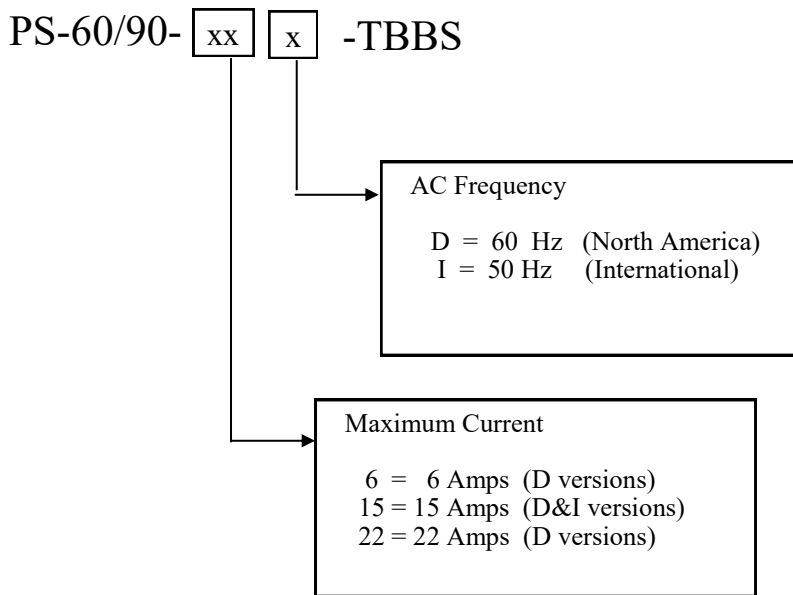 PS-60/90- xx x -TBBS
AC Frequency
D = 60 Hz (North America)
I = 50 Hz (International)
Maximum Current
6 = 6 Amps (D versions)
15 = 15 Amps (D&I versions)
22 = 22 Amps (D versions)